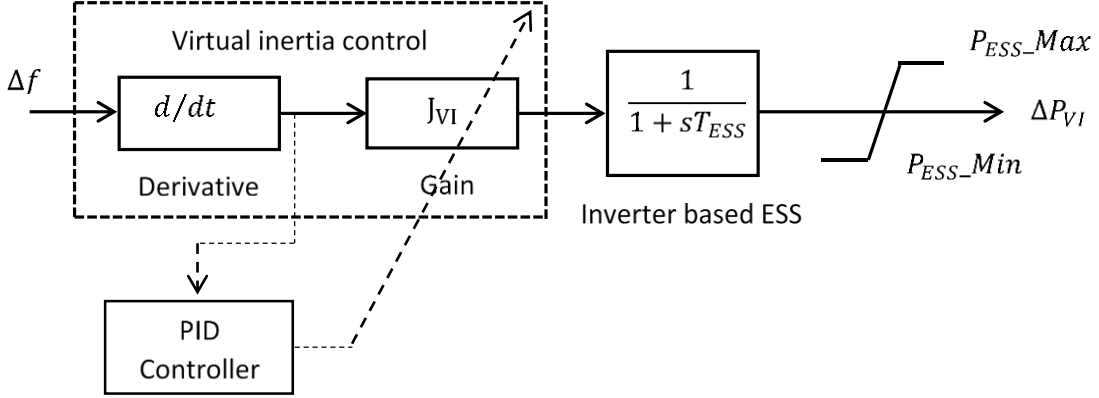 Virtual inertia control
Δf
d/dt
J_VI
Derivative
Gain
1
1 + sT_ESS
Inverter based ESS
P_ESS_Max
ΔP_VI
P_ESS_Min
PID
Controller